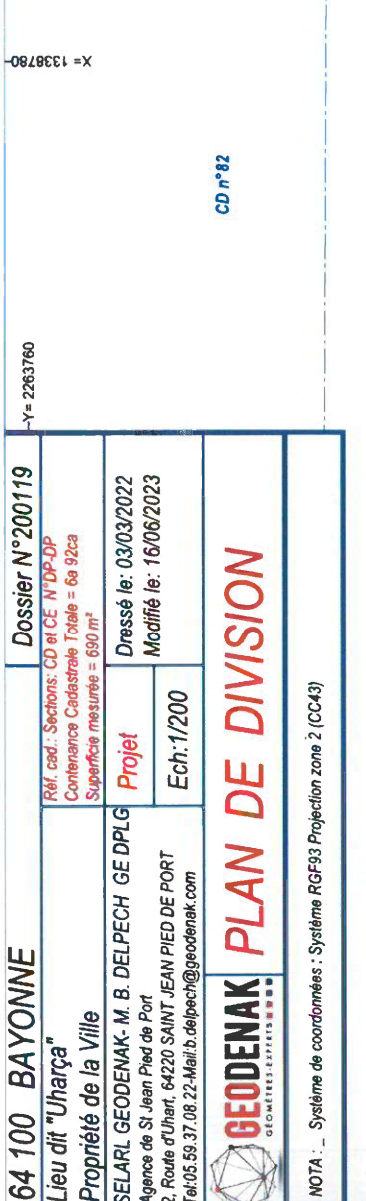 64 100 BAYONNE
Dossier N°200119
Lieu dit "Uharça"
Propriété de la Ville
Réf. cad.: Sections: CD et CE N°DP-DP
Contenance Cadastrale Totale = 6a 92ca
Superficie mesurée = 690 m²
SELARL GEODENAK- M. B. DELPECH GE DPLG
Agence de St Jean Pied de Port
2, Route d'Uhart, 64220 SAINT JEAN PIED DE PORT
Tel:05.59.37.08.22-Mail:b.delpech@geodenak.com
Projet
Ech:1/200
Dressé le: 03/03/2022
Modifié le: 16/06/2023
GEODENAK
GÉOMÈTRES-EXPERTS
PLAN DE DIVISION
NOTA : _ Système de coordonnées : Système RGF93 Projection zone 2 (CC43)
Y= 2263760
X= 1338780
CD n°82